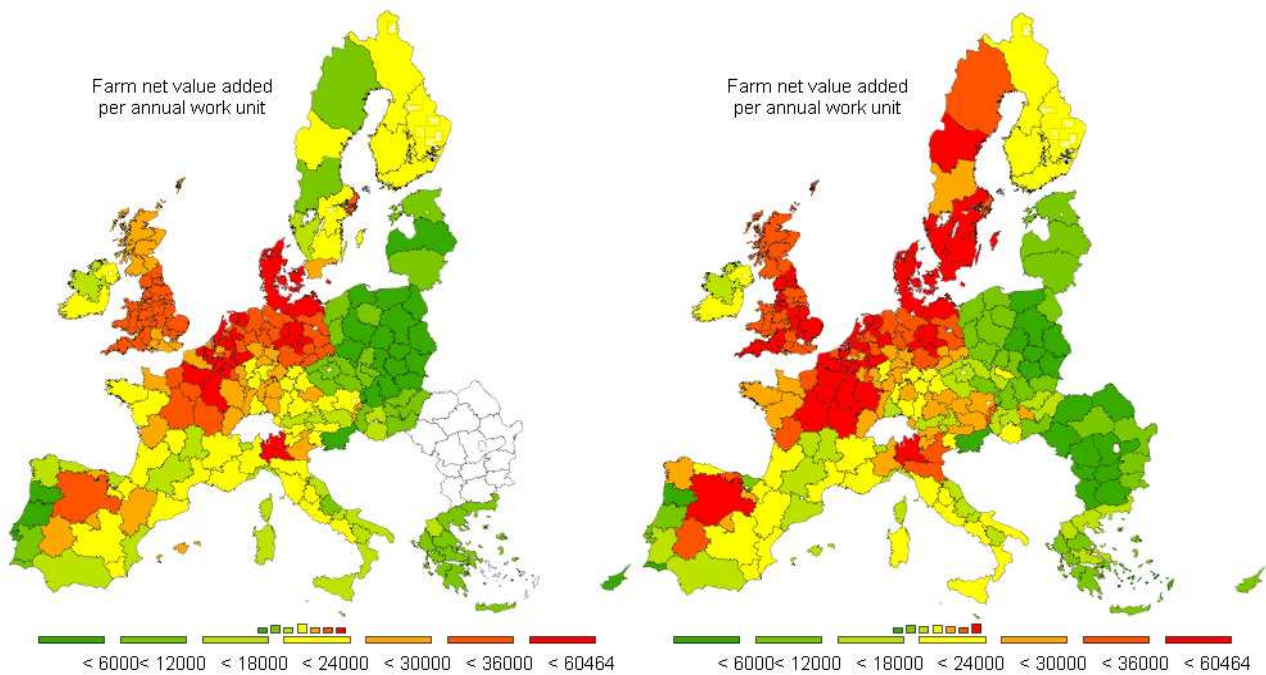 Farm net value added
per annual work unit
Farm net value added
per annual work unit
< 6000< 12000 < 18000 < 24000 < 30000 < 36000 < 60464
< 6000< 12000 < 18000 < 24000 < 30000 < 36000 < 60464